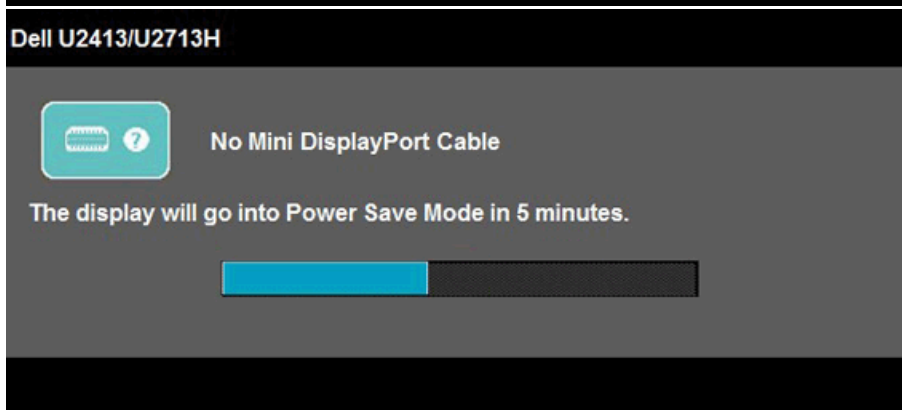 Dell U2413/U2713H
?
No Mini DisplayPort Cable
The display will go into Power Save Mode in 5 minutes.